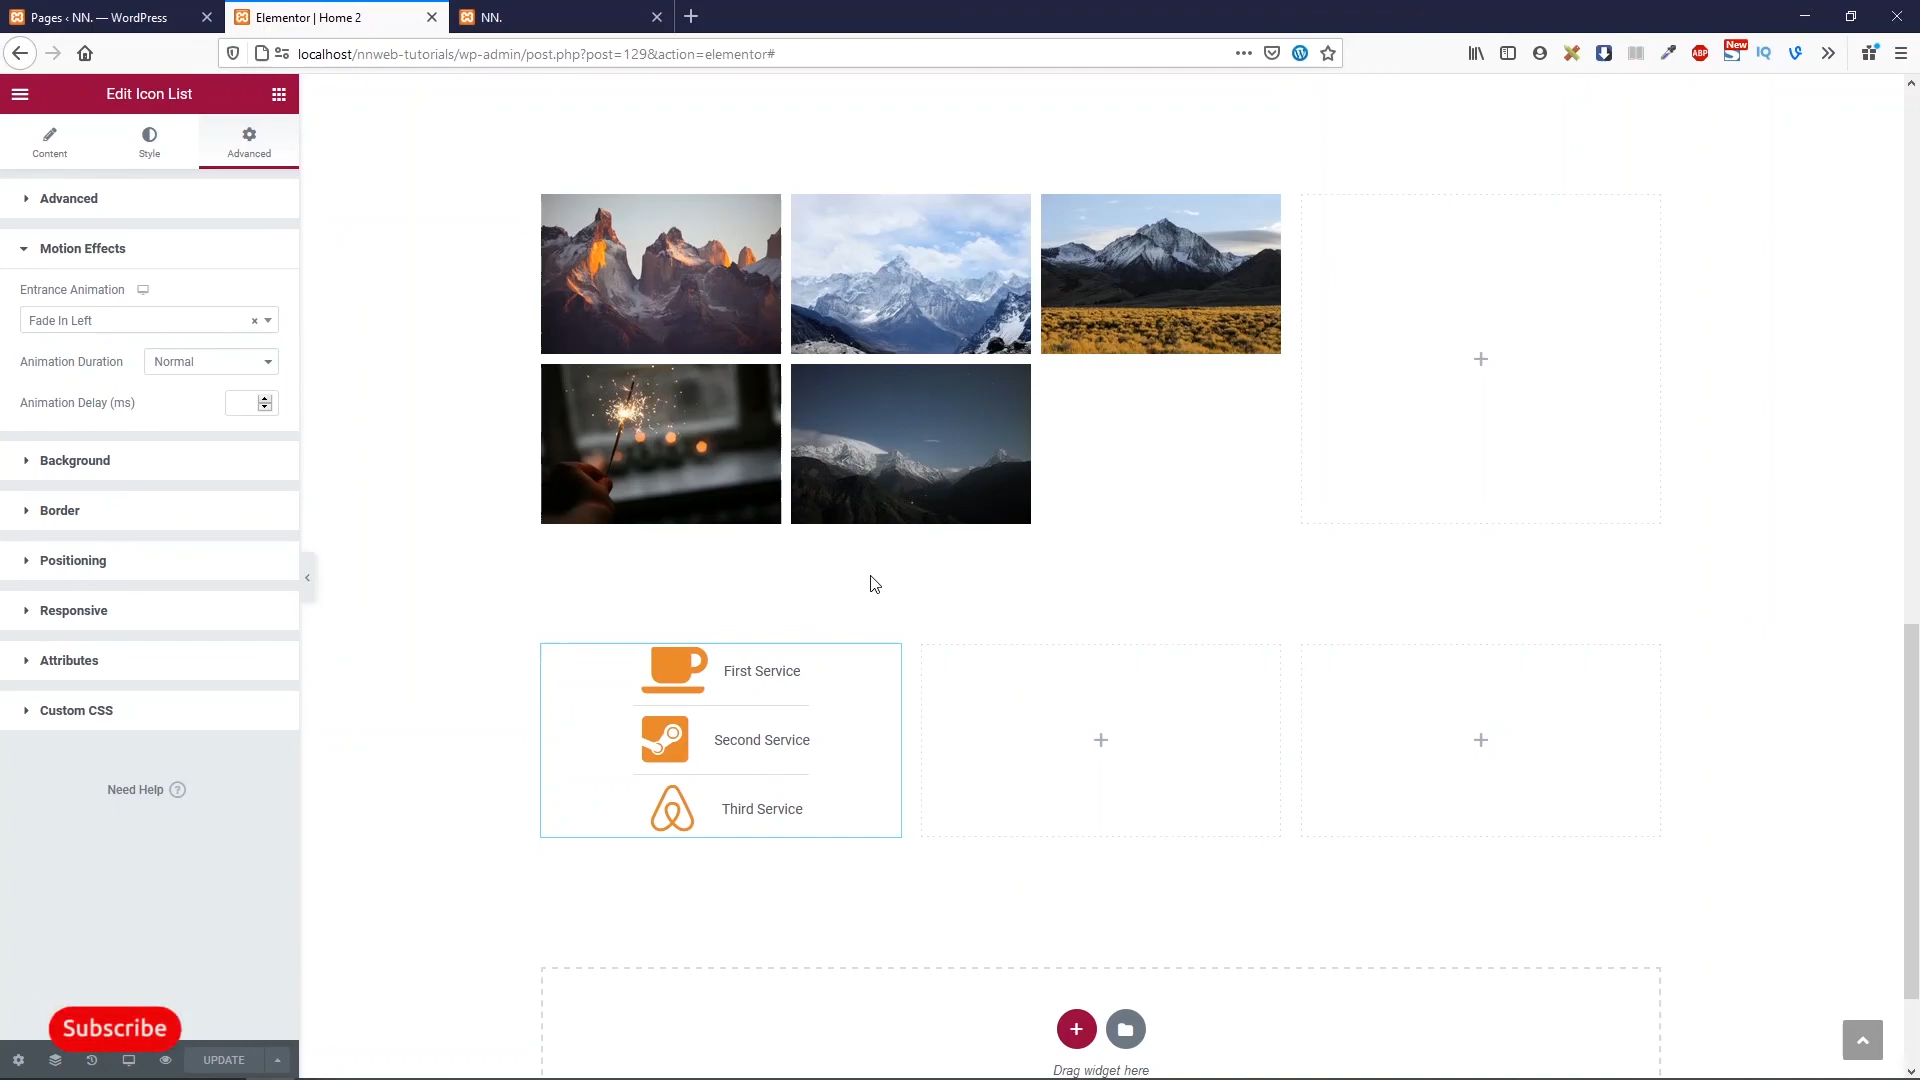 Pages ‹ NN. — WordPress
Elementor | Home 2
NN.
localhost/nnweb-tutorials/wp-admin/post.php?post=129&action=elementor#
ABP
New
IQ
Edit Icon List
Content
Style
Advanced
Advanced
Motion Effects
Entrance Animation
Fade In Left
Animation Duration
Normal
Animation Delay (ms)
Background
Border
Positioning
Responsive
Attributes
Custom CSS
Need Help
Subscribe
UPDATE
First Service
Second Service
Third Service
Drag widget here